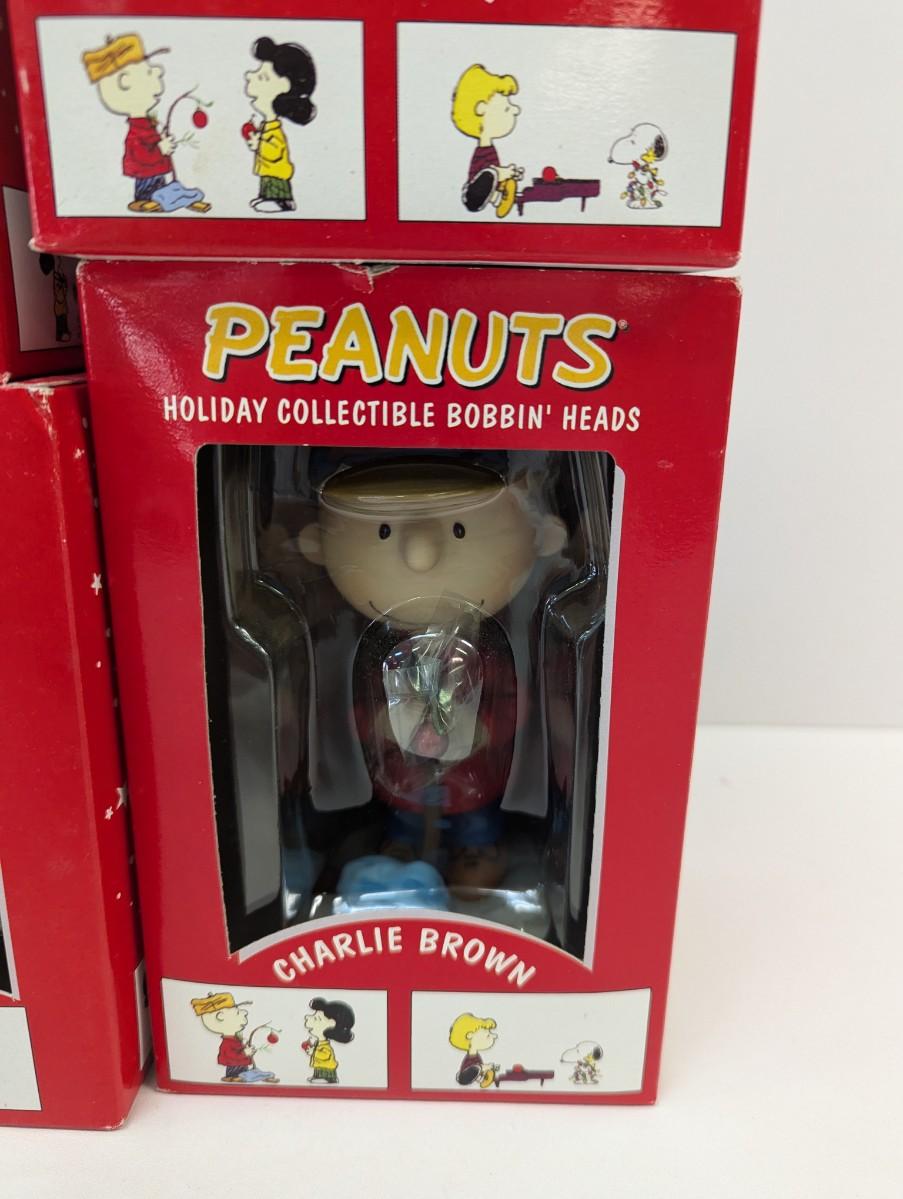 PEANUTS®
HOLIDAY COLLECTIBLE BOBBIN' HEADS
CHARLIE BROWN